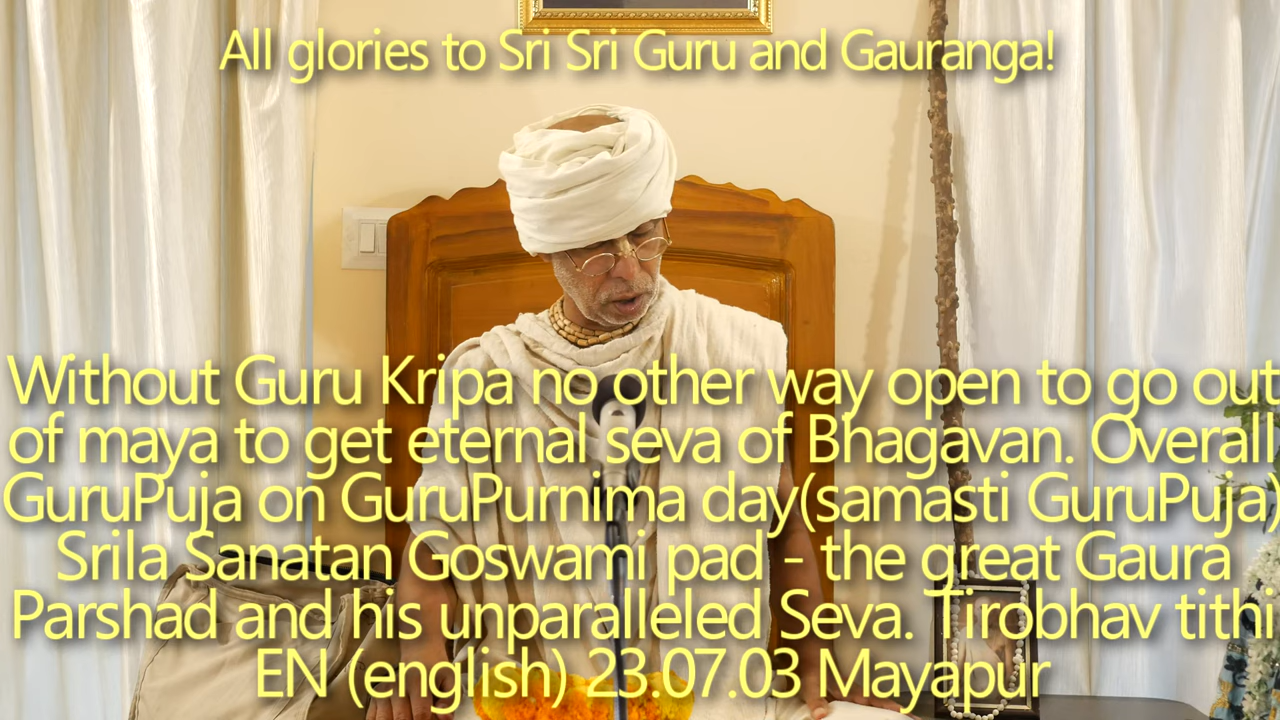 All glories to Sri Sri Guru and Gauranga!
Without Guru Kripa no other way open to go out
of maya to get eternal seva of Bhagavan. Overall
GuruPuja on GuruPurnima day(samasti GuruPuja)
Srila Sanatan Goswami pad - the great Gaura
Parshad and his unparalleled Seva. Tirobhav tithi
EN (english) 23.07.03 Mayapur